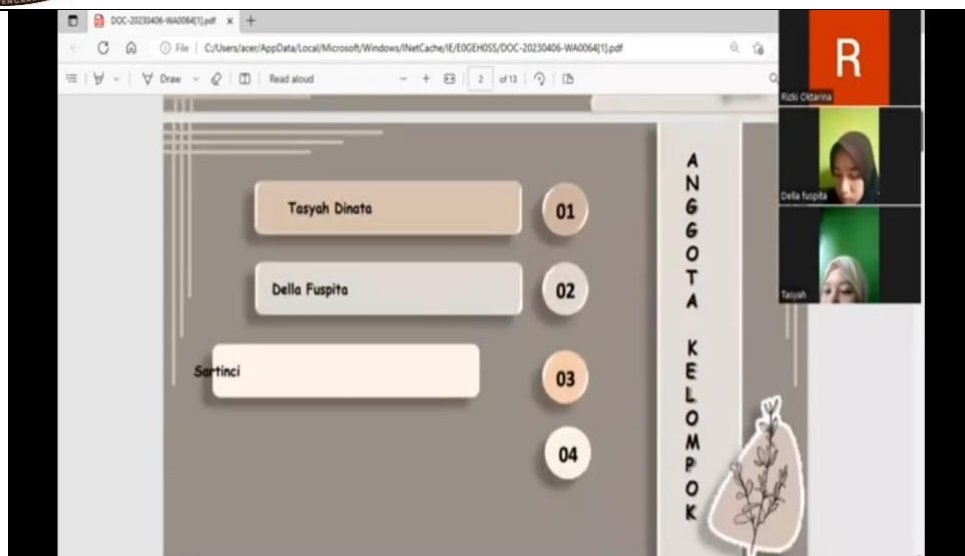 DOC-20230406-WA0064[1].pdf
File C:/Users/acer/AppData/Local/Microsoft/Windows/INetCache/IE/E0GEH0SS/DOC-20230406-WA0064[1].pdf
Draw Read aloud 2 of 13
R
Rizki Oktarina
Della fuspita
Tasyah
Tasyah Dinata 01
Della Fuspita 02
Sartinci 03
04
ANGGOTA KELOMPOK